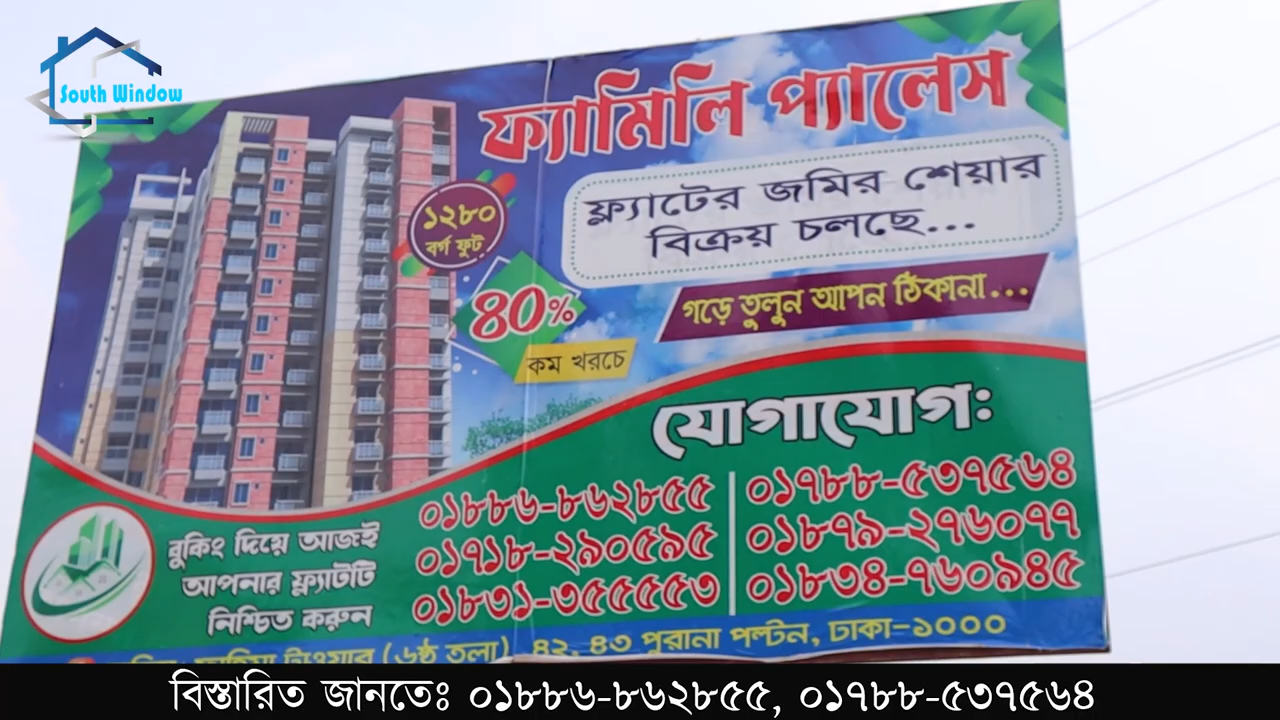 South Window
ফ্যামিলি প্যালেস
ফ্ল্যাটের জমির শেয়ার
বিক্রয় চলছে...
১২৮০
বর্গ ফুট
৪০%
কম খরচে
গড়ে তুলুন আপন ঠিকানা...
যোগাযোগ:
০১৮৮৬-৮৬২৮৫৫
০১৭১৮-২৯০৫৯৫
০১৮৩১-৩৫৫৫৫৩
০১৭৮৮-৫৩৭৫৬৪
০১৮৭৯-২৭৬০৭৭
০১৮৩৪-৭৬০৯৪৫
বুকিং দিয়ে আজই
আপনার ফ্ল্যাটটি
নিশ্চিত করুন
টাওয়ার (৬ষ্ঠ তলা), ৪২, ৪৩ পুরানা পল্টন, ঢাকা-১০০০
বিস্তারিত জানতেঃ ০১৮৮৬-৮৬২৮৫৫, ০১৭৮৮-৫৩৭৫৬৪